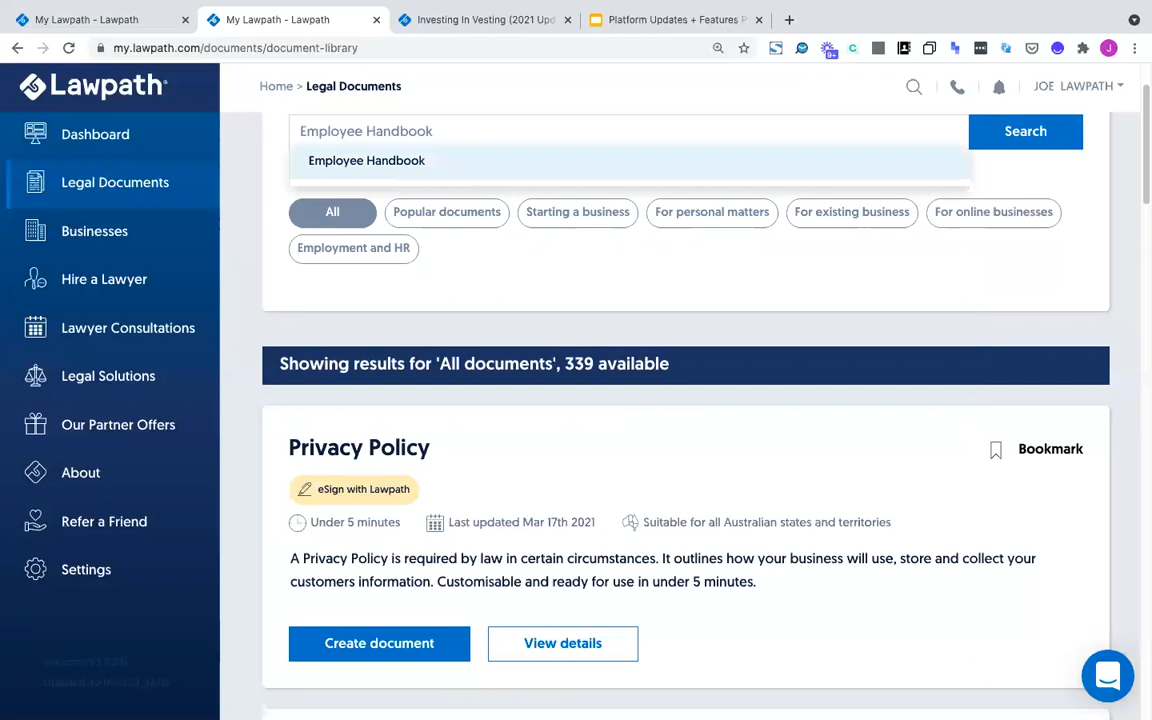 My Lawpath - Lawpath
My Lawpath - Lawpath
Investing In Vesting (2021 Upd
Platform Updates + Features P
my.lawpath.com/documents/document-library
9+
C
J
Lawpath
Home > Legal Documents
JOE LAWPATH
Dashboard
Legal Documents
Businesses
Hire a Lawyer
Lawyer Consultations
Legal Solutions
Our Partner Offers
About
Refer a Friend
Settings
Employee Handbook
Search
Employee Handbook
All
Popular documents
Starting a business
For personal matters
For existing business
For online businesses
Employment and HR
Showing results for 'All documents', 339 available
Privacy Policy
Bookmark
eSign with Lawpath
Under 5 minutes
Last updated Mar 17th 2021
Suitable for all Australian states and territories
A Privacy Policy is required by law in certain circumstances. It outlines how your business will use, store and collect your
customers information. Customisable and ready for use in under 5 minutes.
Create document
View details